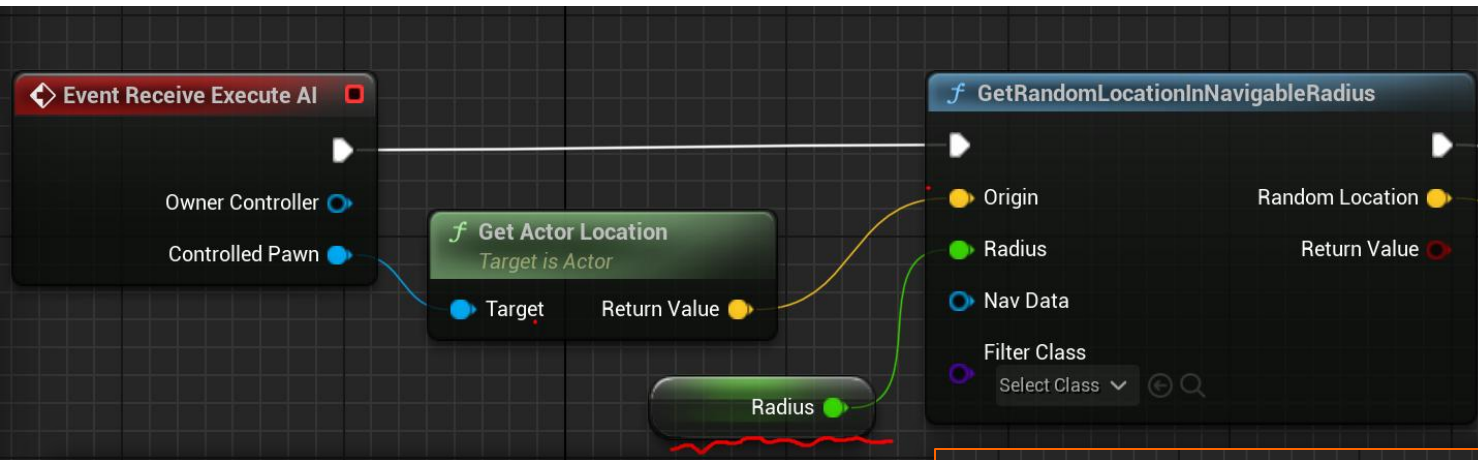 Event Receive Execute AI
Owner Controller
Controlled Pawn
Get Actor Location
Target is Actor
Target
Return Value
Radius
GetRandomLocationInNavigableRadius
Origin
Random Location
Radius
Return Value
Nav Data
Filter Class
Select Class